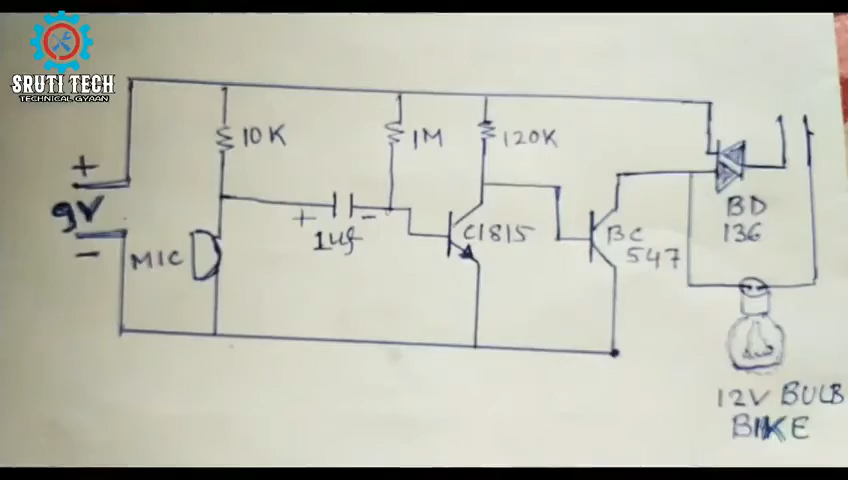 SRUTI TECH
TECHNICAL GYAAN
+
9V
-
10K
MIC
+
-
1uf
1M
C1815
120K
BC
547
BD
136
12V BULB
BIKE